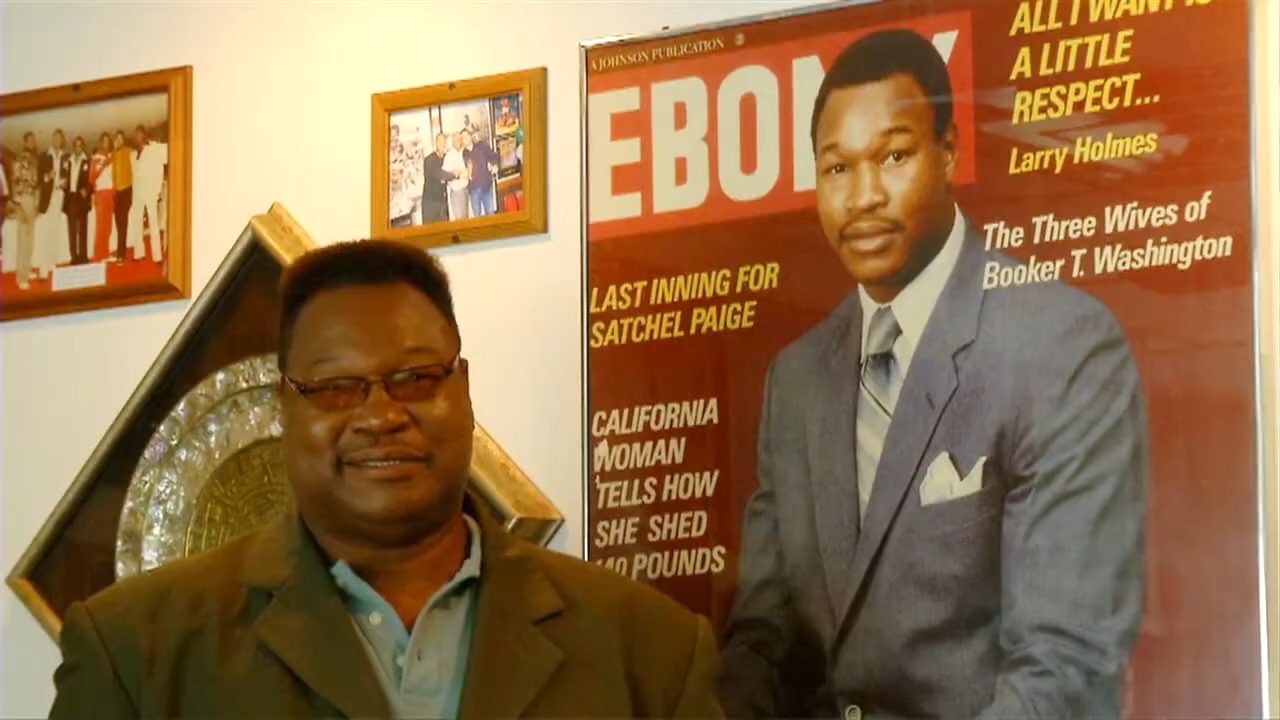 A JOHNSON PUBLICATION
EBONY
ALL I WANT IS
A LITTLE
RESPECT...
Larry Holmes
The Three Wives of
Booker T. Washington
LAST INNING FOR
SATCHEL PAIGE
CALIFORNIA
WOMAN
TELLS HOW
SHE SHED
POUNDS